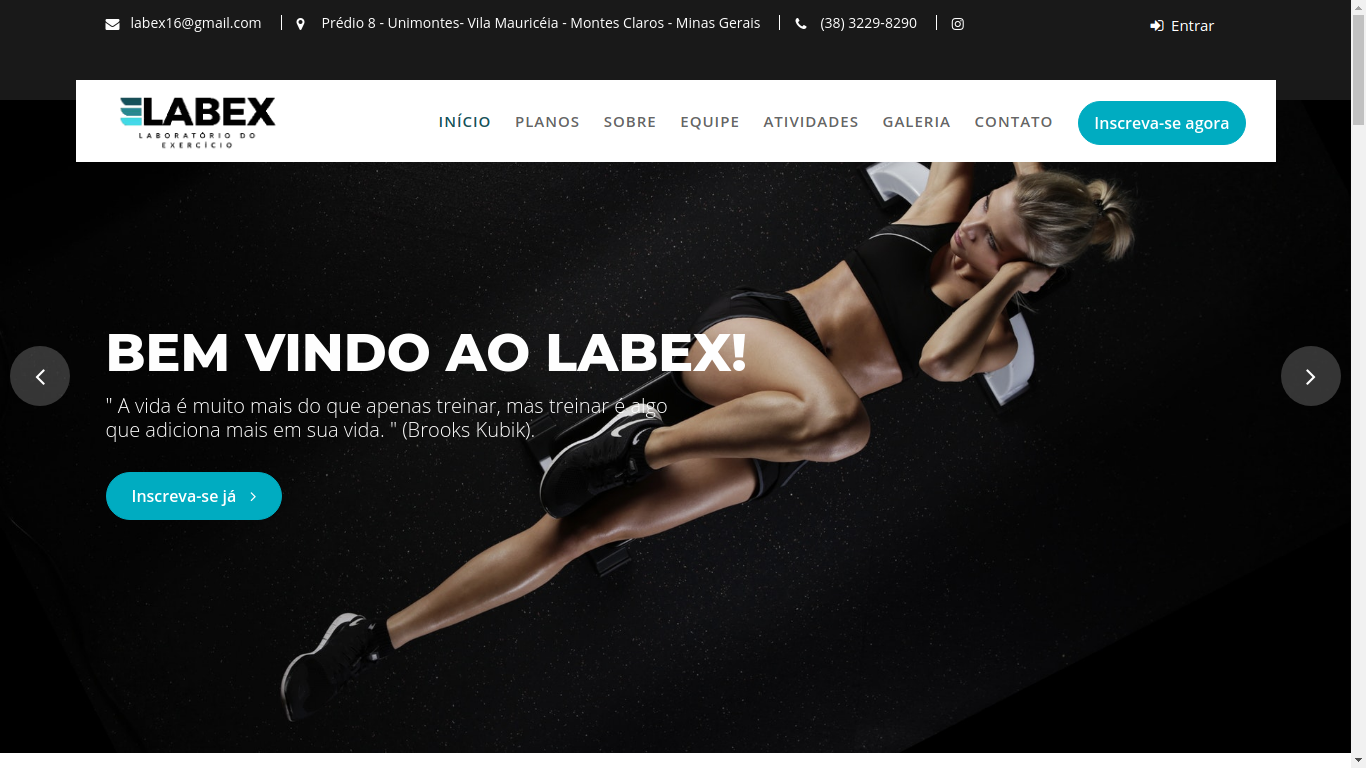 labex16@gmail.com
Prédio 8 - Unimontes- Vila Mauricéia - Montes Claros - Minas Gerais
(38) 3229-8290
Entrar
LABEX
LABORATÓRIO DO
EXERCÍCIO
INÍCIO
PLANOS
SOBRE
EQUIPE
ATIVIDADES
GALERIA
CONTATO
Inscreva-se agora
BEM VINDO AO LABEX!
" A vida é muito mais do que apenas treinar, mas treinar é algo
que adiciona mais em sua vida. " (Brooks Kubik).
Inscreva-se já